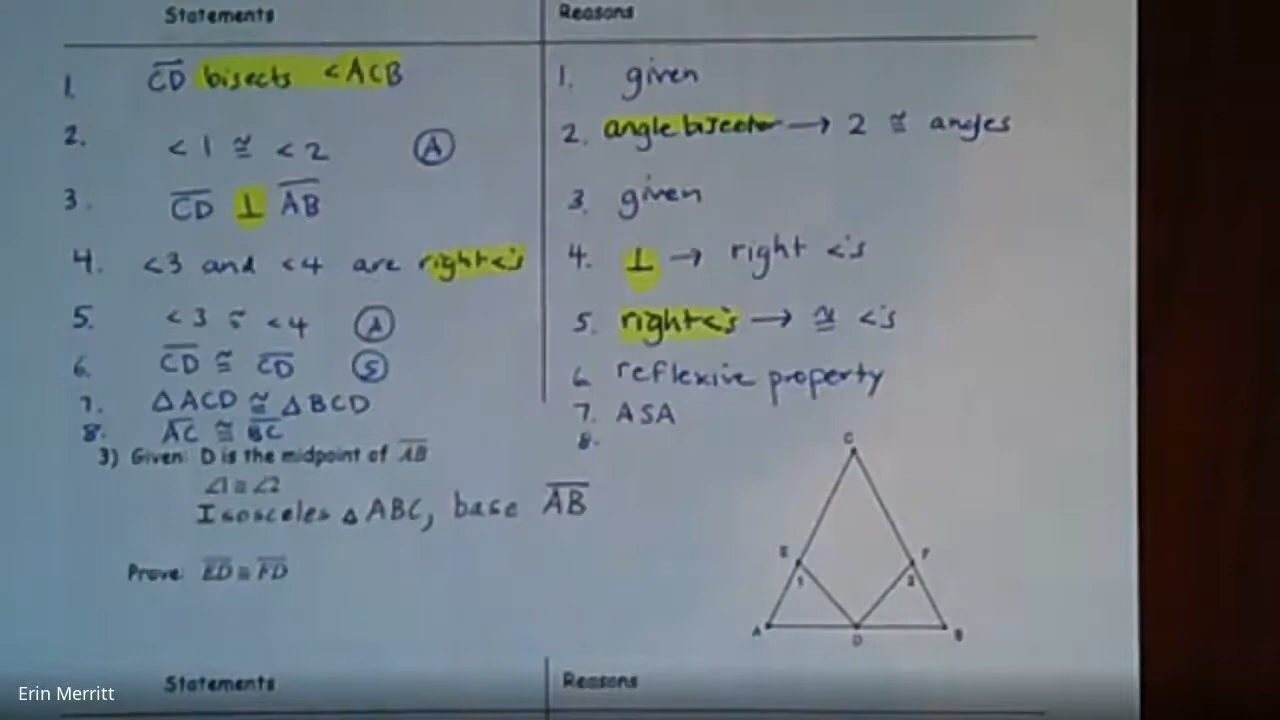 Statements Reasons
1. CD bisects <ACB 1. given
2. <1 ≅ <2 Ⓐ 2. angle bisector → 2 ≅ angles
3. CD ⊥ AB 3. given
4. <3 and <4 are right <'s 4. ⊥ → right <'s
5. <3 ≅ <4 Ⓐ 5. right <'s → ≅ <'s
6. CD ≅ CD Ⓢ 6. reflexive property
7. △ACD ≅ △BCD 7. ASA
8. AC ≅ BC 8.
3) Given: D is the midpoint of AB
∠1 ≅ ∠2
Isosceles △ ABC, base AB
Prove: ED ≅ FD
C
E F
1 2
A D B
Statements Reasons
Erin Merritt